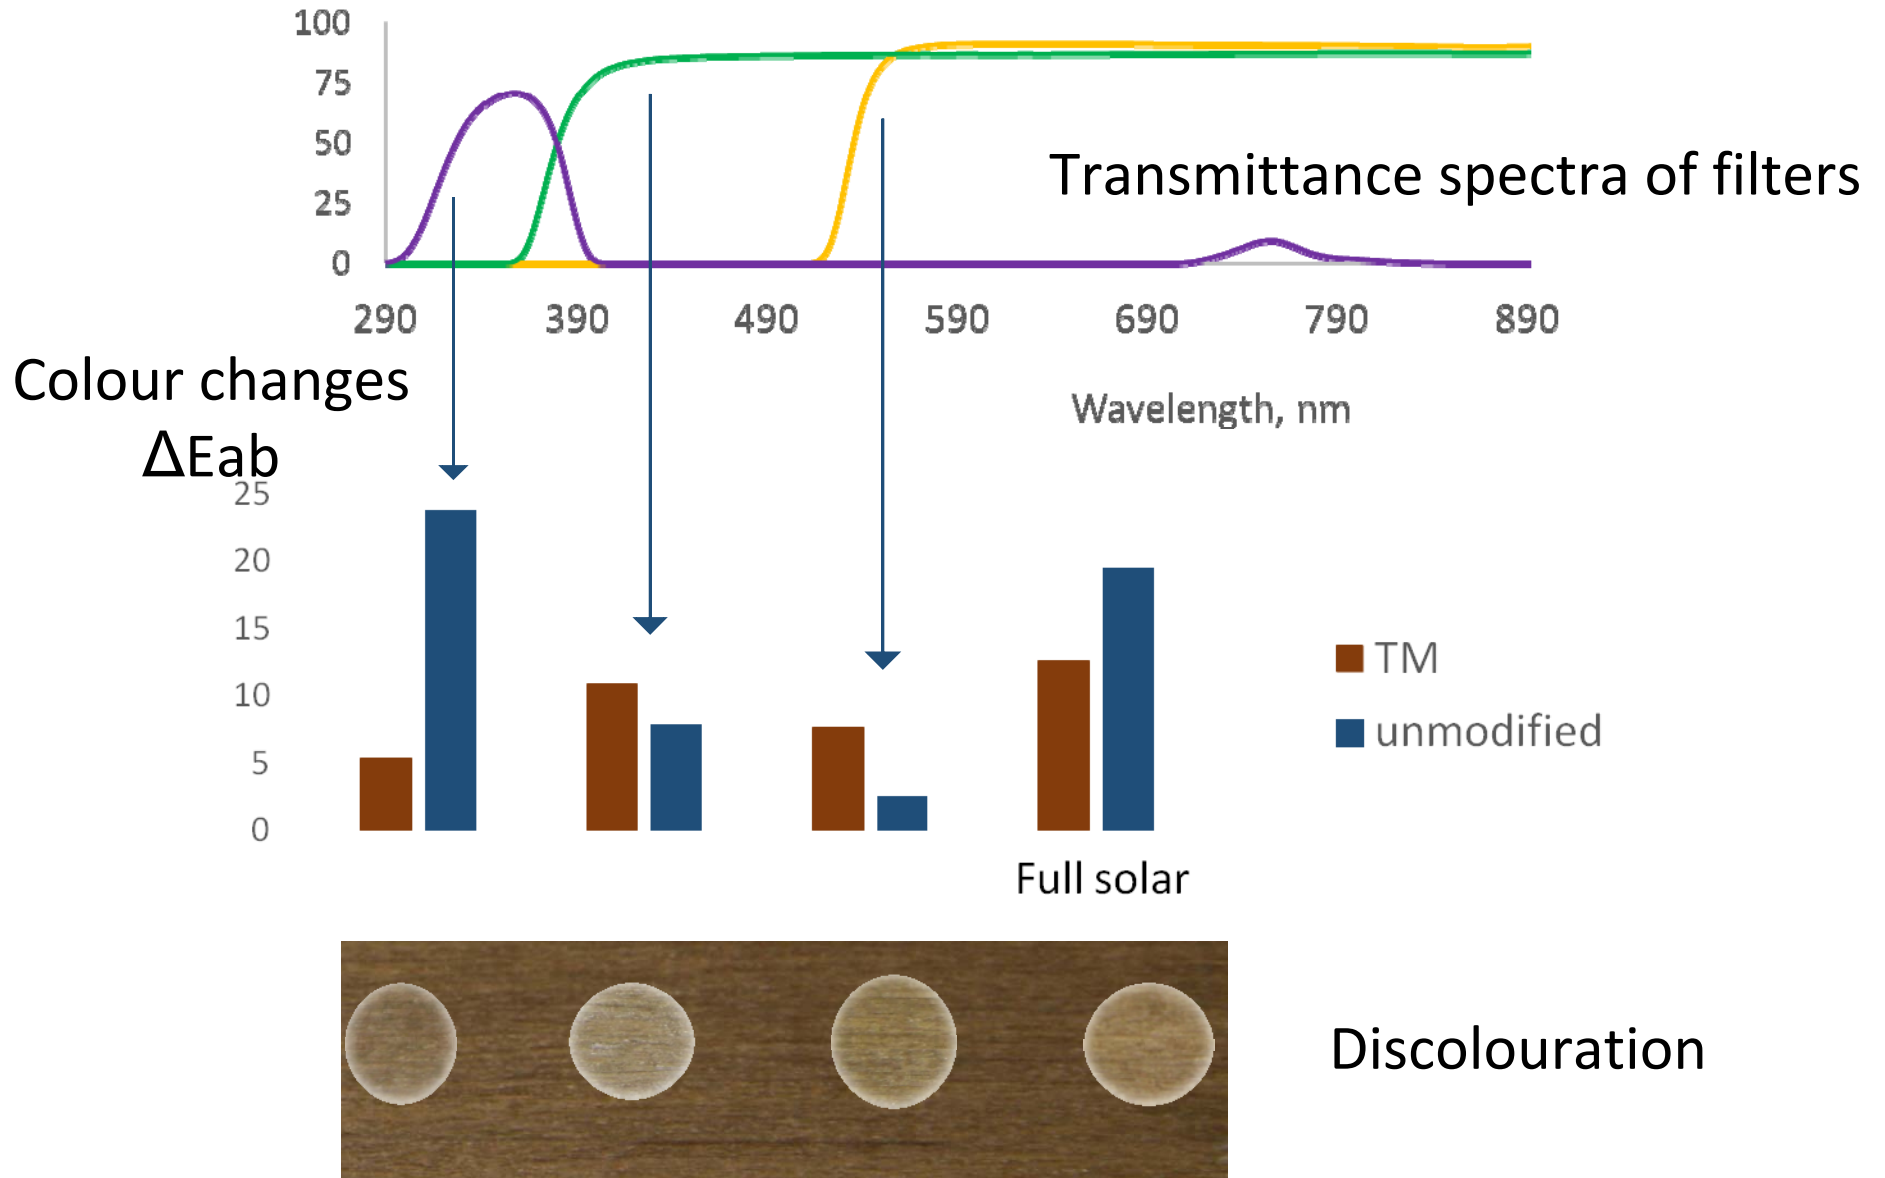 100
75
50
25
0
Transmittance spectra of filters
290 390 490 590 690 790 890
Wavelength, nm
Colour changes
ΔEab
25
20
15
10
5
0
TM
unmodified
Full solar
Discolouration